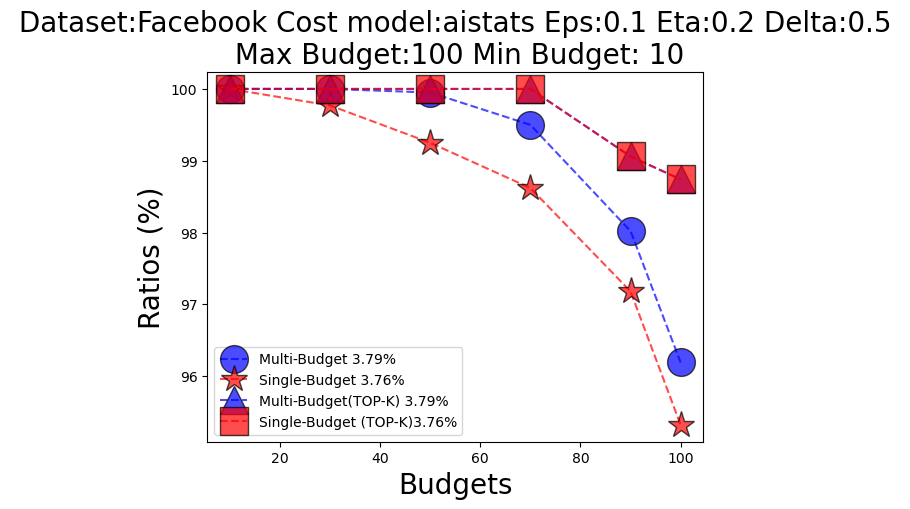 Dataset:Facebook Cost model:aistats Eps:0.1 Eta:0.2 Delta:0.5
Max Budget:100 Min Budget: 10
Ratios (%)
100
99
98
97
96
Multi-Budget 3.79%
Single-Budget 3.76%
Multi-Budget(TOP-K) 3.79%
Single-Budget (TOP-K)3.76%
20 40 60 80 100
Budgets